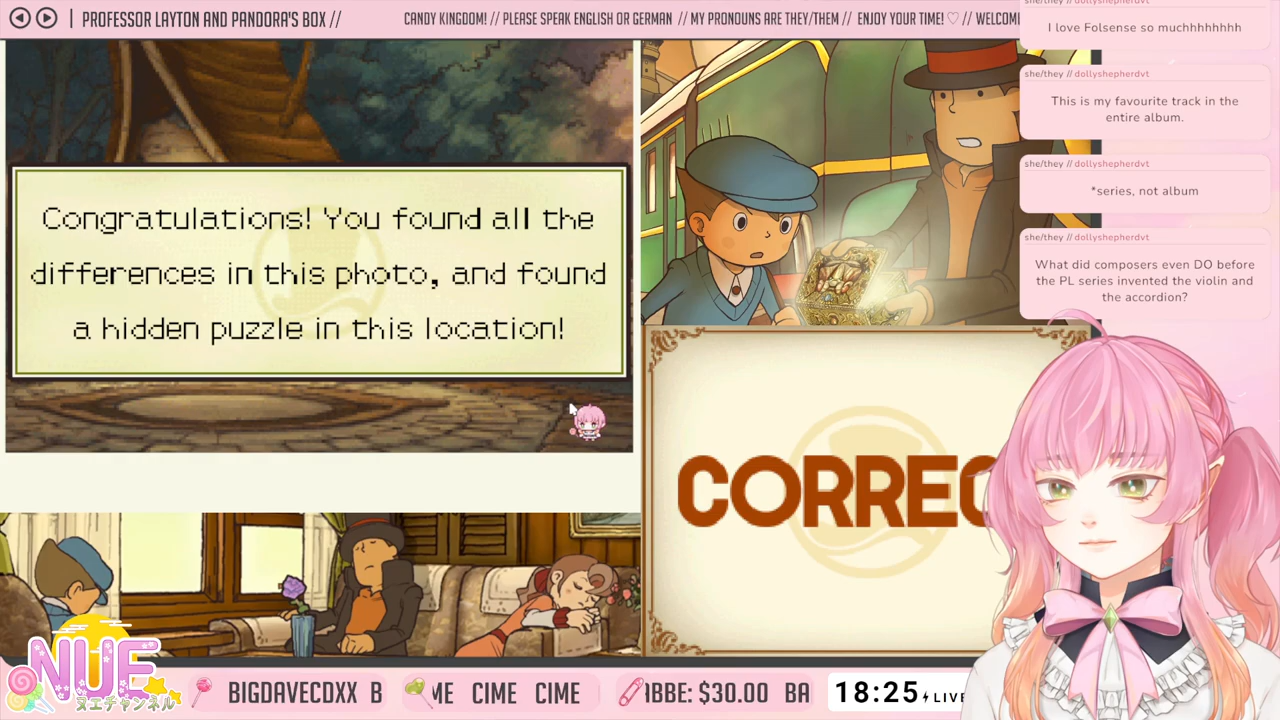 PROFESSOR LAYTON AND PANDORA'S BOX //
CANDY KINGDOM! // PLEASE SPEAK ENGLISH OR GERMAN // MY PRONOUNS ARE THEY/THEM // ENJOY YOUR TIME! ♡ // WELCOM
she/they // dollyshepherdvt
I love Folsense so muchhhhhhhh
she/they // dollyshepherdvt
This is my favourite track in the
entire album.
she/they // dollyshepherdvt
*series, not album
she/they // dollyshepherdvt
What did composers even DO before
the PL series invented the violin and
the accordion?
Congratulations! You found all the
differences in this photo, and found
a hidden puzzle in this location!
CORREC
NUE
ヌエチャンネル
BIGDAVECDXX B
ME CIME CIME
BBE: $30.00 BA
18:25 LIVE